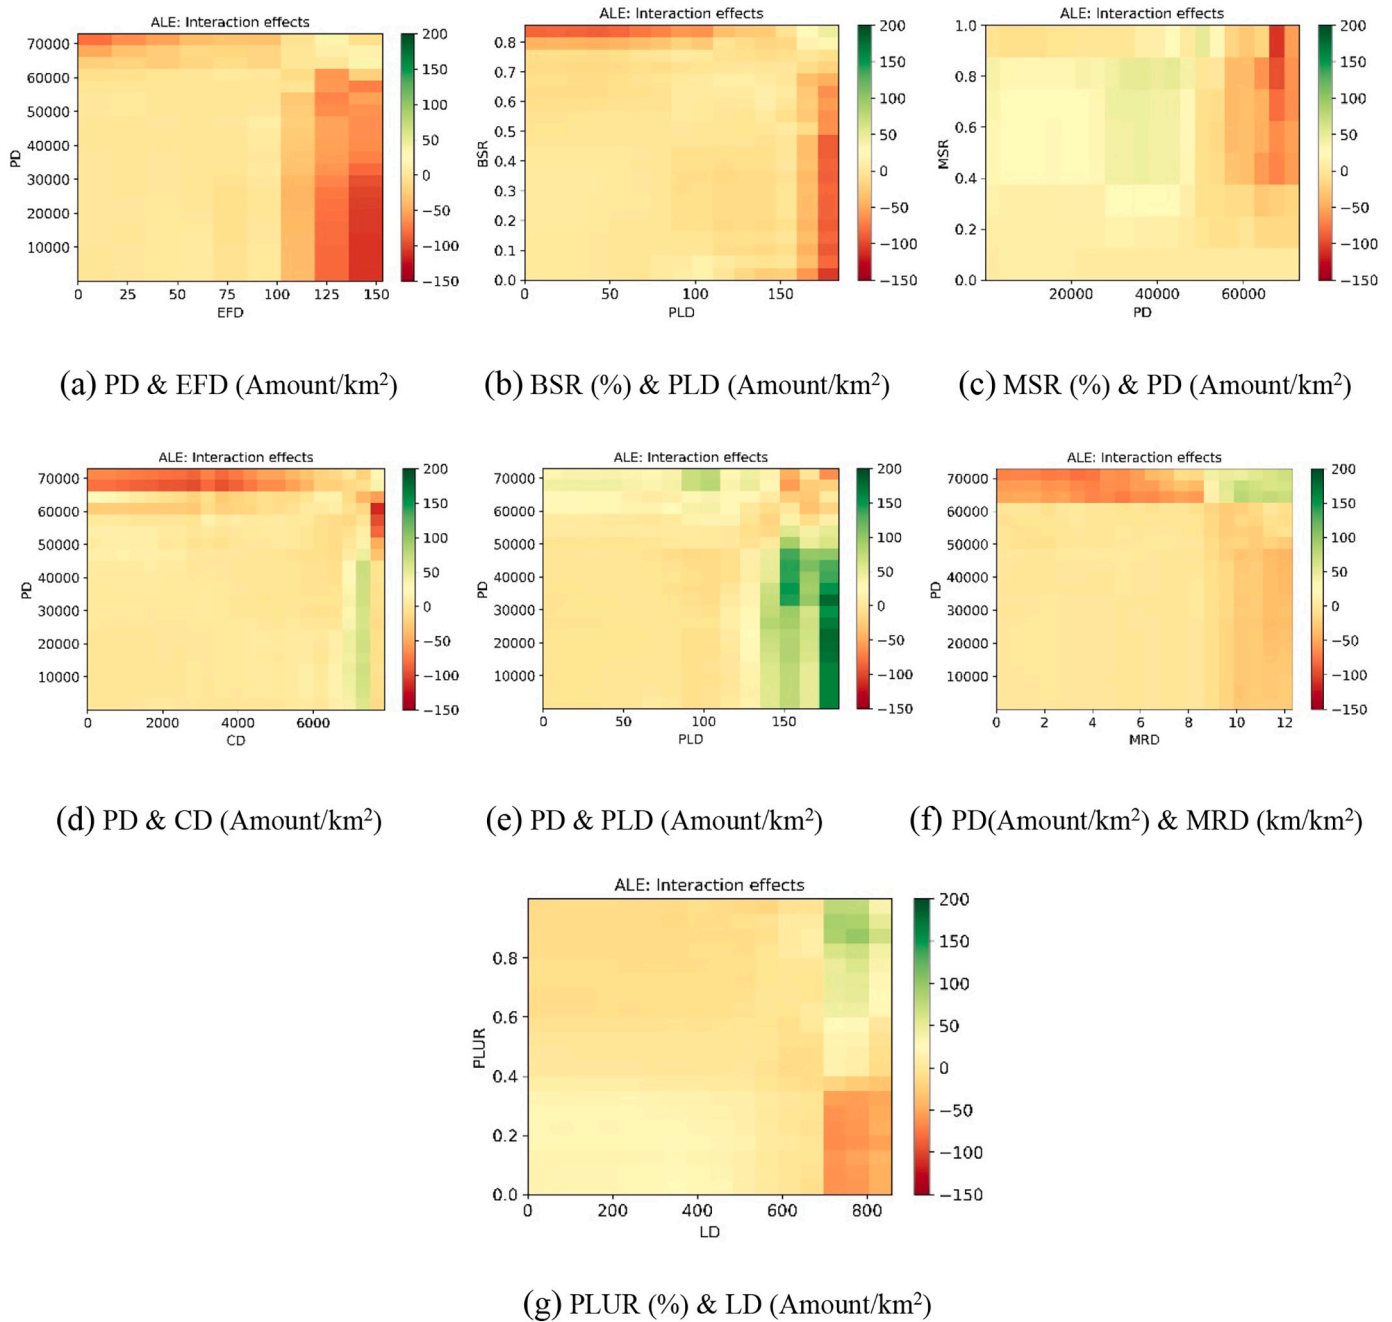 ALE: Interaction effects
ALE: Interaction effects
ALE: Interaction effects
70000
60000
50000
40000
30000
20000
10000
PD
0 25 50 75 100 125 150
EFD
200
150
100
50
0
−50
−100
−150
0.8
0.7
0.6
0.5
0.4
0.3
0.2
0.1
0.0
BSR
0 50 100 150
PLD
200
150
100
50
0
−50
−100
−150
1.0
0.8
0.6
0.4
0.2
0.0
MSR
20000 40000 60000
PD
200
150
100
50
0
−50
−100
−150
(a) PD & EFD (Amount/km²)
(b) BSR (%) & PLD (Amount/km²)
(c) MSR (%) & PD (Amount/km²)
ALE: Interaction effects
ALE: Interaction effects
ALE: Interaction effects
70000
60000
50000
40000
30000
20000
10000
PD
0 2000 4000 6000
CD
200
150
100
50
0
−50
−100
−150
70000
60000
50000
40000
30000
20000
10000
PD
0 50 100 150
PLD
200
150
100
50
0
−50
−100
−150
70000
60000
50000
40000
30000
20000
10000
PD
0 2 4 6 8 10 12
MRD
200
150
100
50
0
−50
−100
−150
(d) PD & CD (Amount/km²)
(e) PD & PLD (Amount/km²)
(f) PD(Amount/km²) & MRD (km/km²)
ALE: Interaction effects
0.8
0.6
0.4
0.2
0.0
PLUR
0 200 400 600 800
LD
200
150
100
50
0
−50
−100
−150
(g) PLUR (%) & LD (Amount/km²)